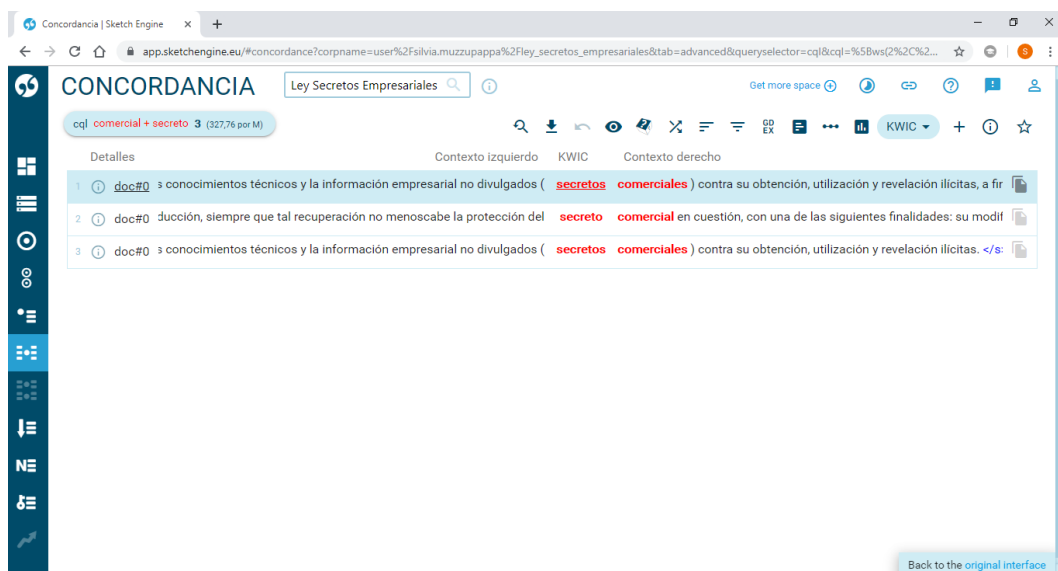 Concordancia | Sketch Engine
app.sketchengine.eu/#concordance?corpname=user%2Fsilvia.muzzupappa%2Fley_secretos_empresariales&tab=advanced&queryselector=cql&cql=%5Bws(2%2C%2...
S
CONCORDANCIA
Ley Secretos Empresariales
Get more space
cql comercial + secreto 3 (327,76 por M)
GD EX
KWIC
Detalles Contexto izquierdo KWIC Contexto derecho
1 doc#0 s conocimientos técnicos y la información empresarial no divulgados ( secretos comerciales ) contra su obtención, utilización y revelación ilícitas, a fin
2 doc#0 ducción, siempre que tal recuperación no menoscabe la protección del secreto comercial en cuestión, con una de las siguientes finalidades: su modif
3 doc#0 s conocimientos técnicos y la información empresarial no divulgados ( secretos comerciales ) contra su obtención, utilización y revelación ilícitas. </s>
Back to the original interface